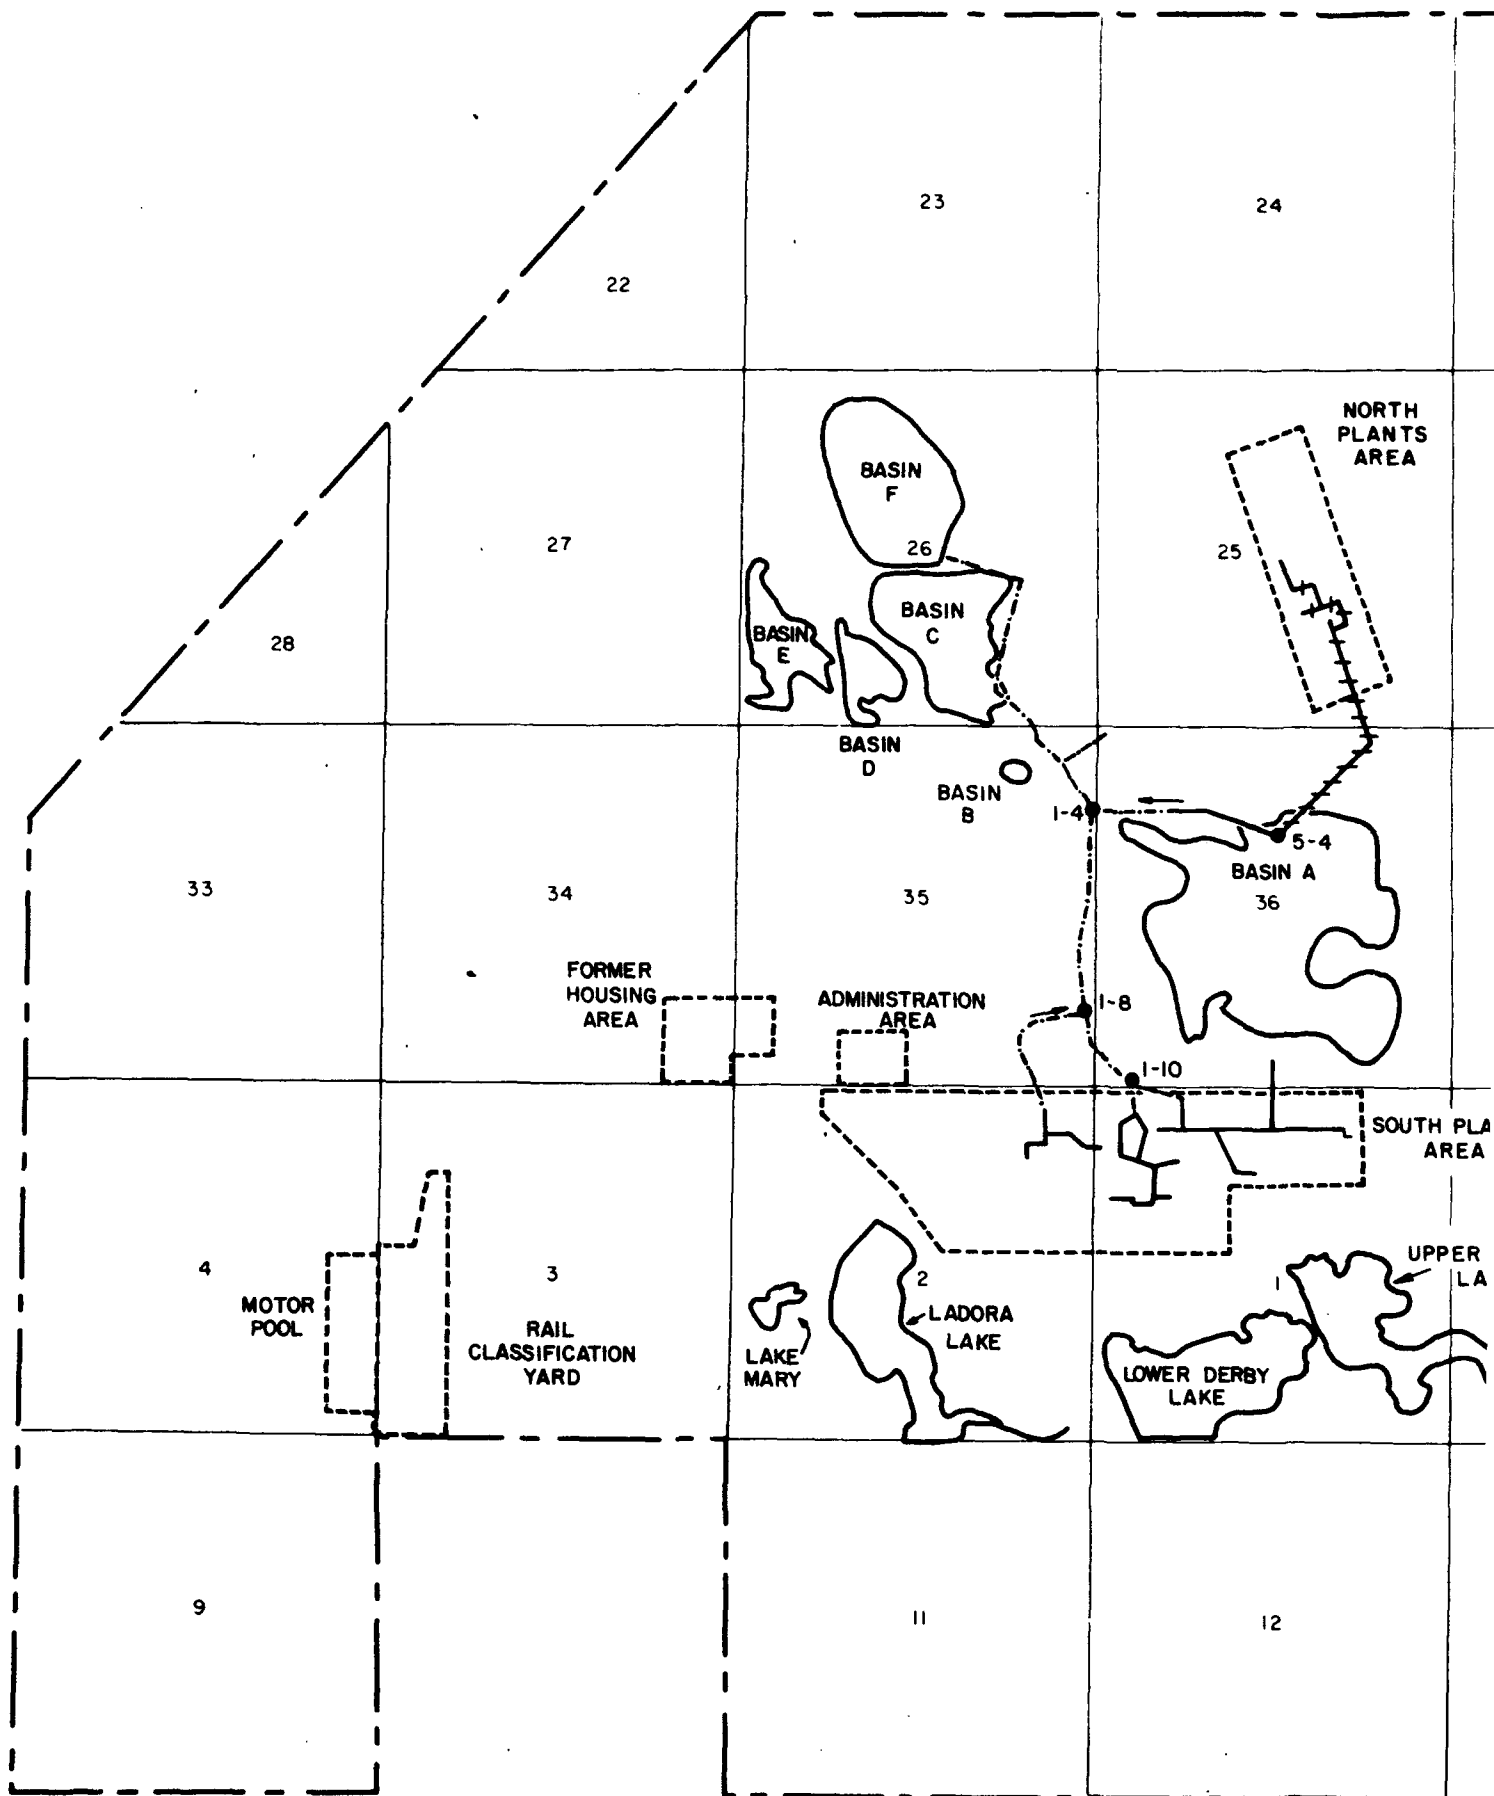 23
24
22
NORTH
PLANTS
AREA
BASIN
F
27
26
25
BASIN
C
28
BASIN
E
BASIN
D
BASIN
B
1-4
5-4
BASIN A
33
34
35
36
FORMER
HOUSING
AREA
ADMINISTRATION
AREA
1-8
1-10
SOUTH PLA
AREA
4
3
2
1
UPPER
LA
MOTOR
POOL
RAIL
CLASSIFICATION
YARD
LADORA
LAKE
LAKE
MARY
LOWER DERBY
LAKE
9
11
12